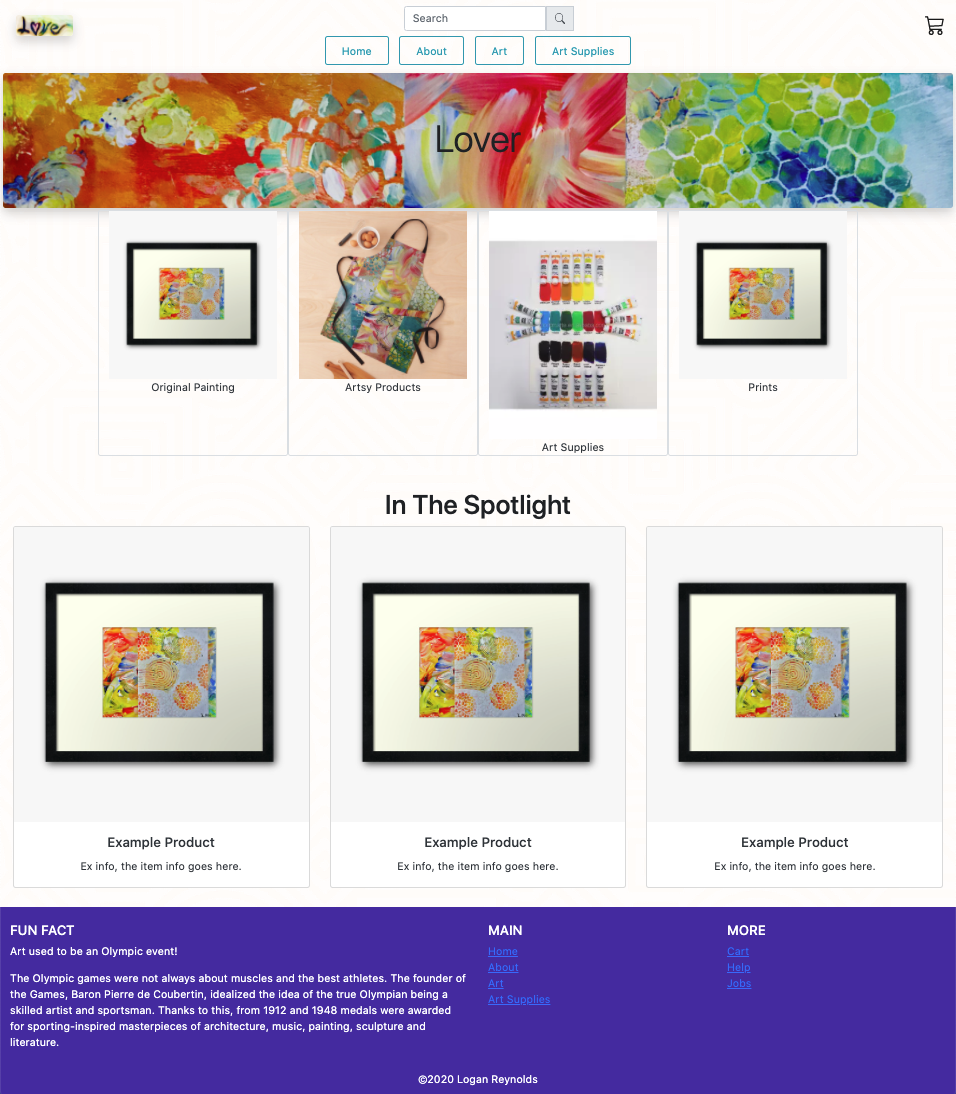 Lover
Search
Home About Art Art Supplies
Lover
Original Painting Artsy Products Prints
Art Supplies
In The Spotlight
Example Product Example Product Example Product
Ex info, the item info goes here. Ex info, the item info goes here. Ex info, the item info goes here.
FUN FACT
Art used to be an Olympic event!
The Olympic games were not always about muscles and the best athletes. The founder of
the Games, Baron Pierre de Coubertin, idealized the idea of the true Olympian being a
skilled artist and sportsman. Thanks to this, from 1912 and 1948 medals were awarded
for sporting-inspired masterpieces of architecture, music, painting, sculpture and
literature.
MAIN
Home
About
Art
Art Supplies
MORE
Cart
Help
Jobs
©2020 Logan Reynolds